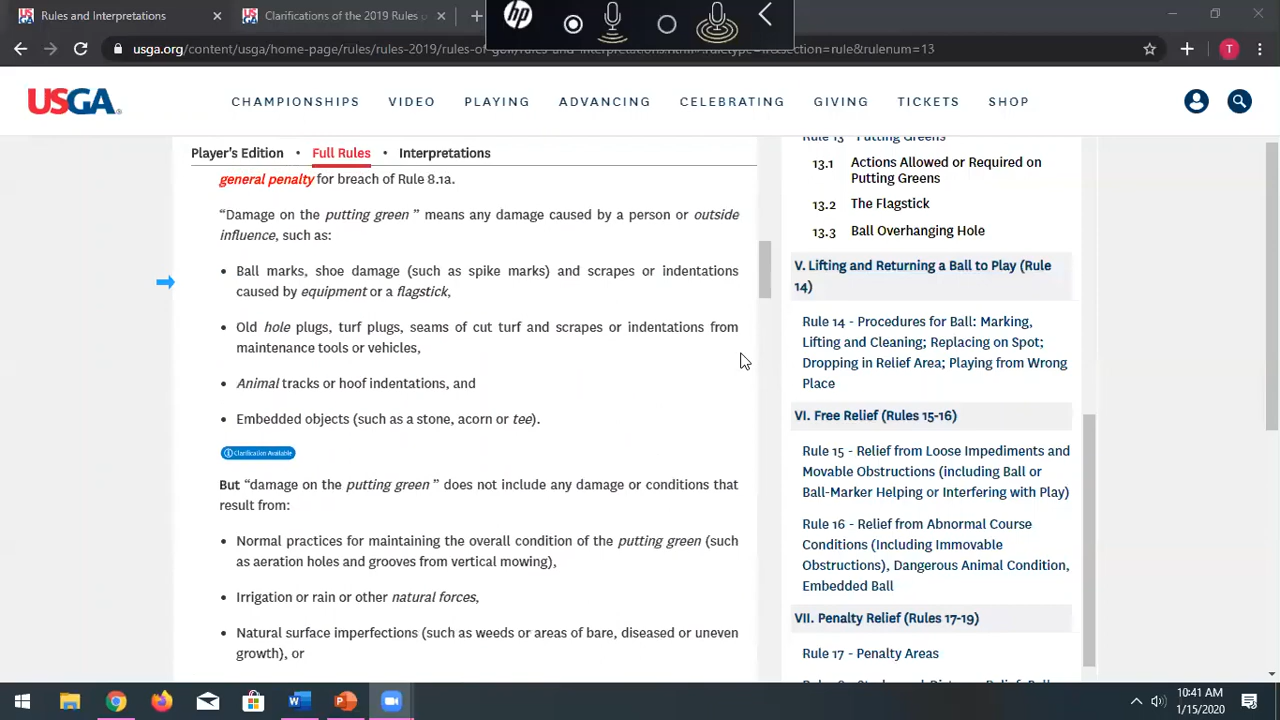 Rules and Interpretations
Clarifications of the 2019 Rules o
hp
usga.org/content/usga/home-page/rules/rules-2019/rules-of-
section=rule&rulenum=13
T
USGA
CHAMPIONSHIPS VIDEO PLAYING ADVANCING CELEBRATING GIVING TICKETS SHOP
Player's Edition • Full Rules • Interpretations
general penalty for breach of Rule 8.1a.
“Damage on the putting green ” means any damage caused by a person or outside
influence, such as:
• Ball marks, shoe damage (such as spike marks) and scrapes or indentations
caused by equipment or a flagstick,
• Old hole plugs, turf plugs, seams of cut turf and scrapes or indentations from
maintenance tools or vehicles,
• Animal tracks or hoof indentations, and
• Embedded objects (such as a stone, acorn or tee).
Clarification Available
But “damage on the putting green ” does not include any damage or conditions that
result from:
• Normal practices for maintaining the overall condition of the putting green (such
as aeration holes and grooves from vertical mowing),
• Irrigation or rain or other natural forces,
• Natural surface imperfections (such as weeds or areas of bare, diseased or uneven
growth), or
Rule 13 - Putting Greens
13.1 Actions Allowed or Required on
Putting Greens
13.2 The Flagstick
13.3 Ball Overhanging Hole
V. Lifting and Returning a Ball to Play (Rule
14)
Rule 14 - Procedures for Ball: Marking,
Lifting and Cleaning; Replacing on Spot;
Dropping in Relief Area; Playing from Wrong
Place
VI. Free Relief (Rules 15-16)
Rule 15 - Relief from Loose Impediments and
Movable Obstructions (including Ball or
Ball-Marker Helping or Interfering with Play)
Rule 16 - Relief from Abnormal Course
Conditions (Including Immovable
Obstructions), Dangerous Animal Condition,
Embedded Ball
VII. Penalty Relief (Rules 17-19)
Rule 17 - Penalty Areas
10:41 AM
1/15/2020